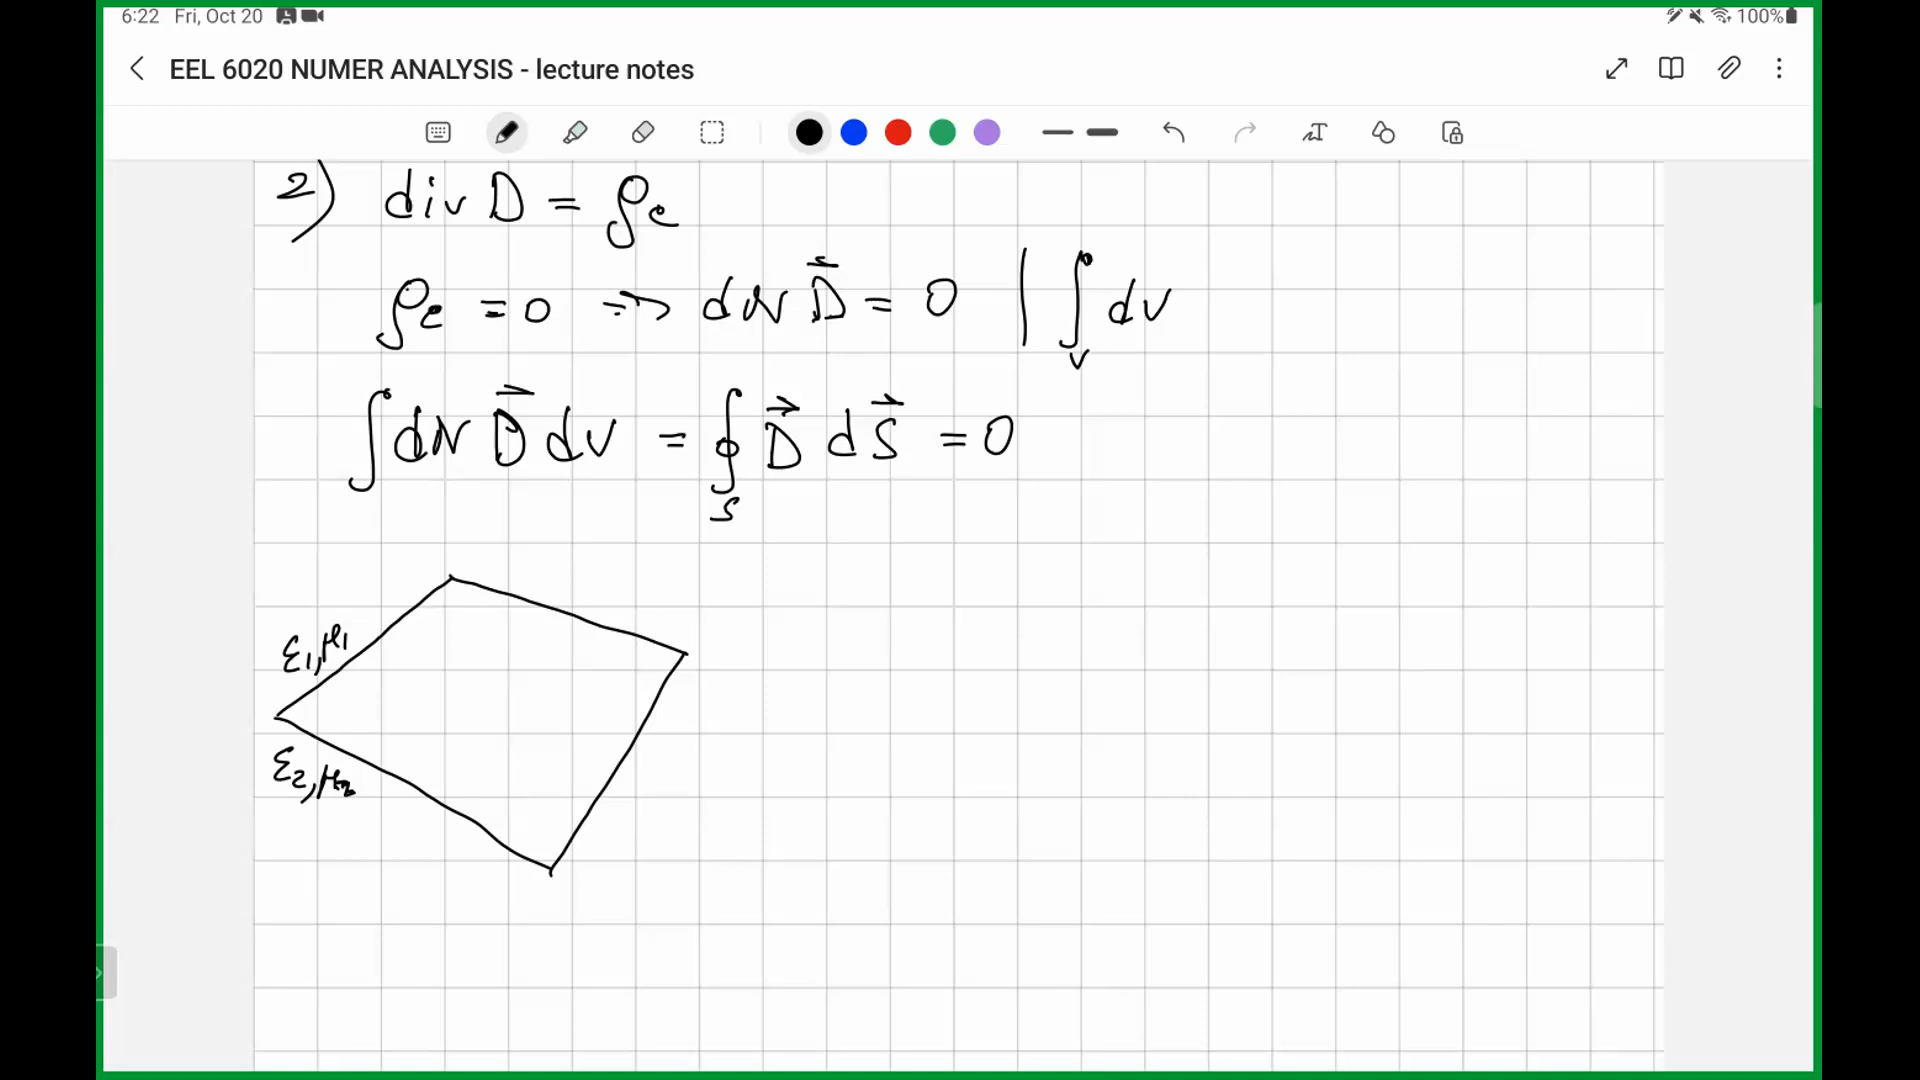 6:22 Fri, Oct 20 100%
EEL 6020 NUMER ANALYSIS - lecture notes
2) div D = ρe
ρe = 0 => div D⃗ = 0 | ∫v dv
∫ div D⃗ dv = ∮s D⃗ dS⃗ = 0
ε1, μ1
ε2, μ2